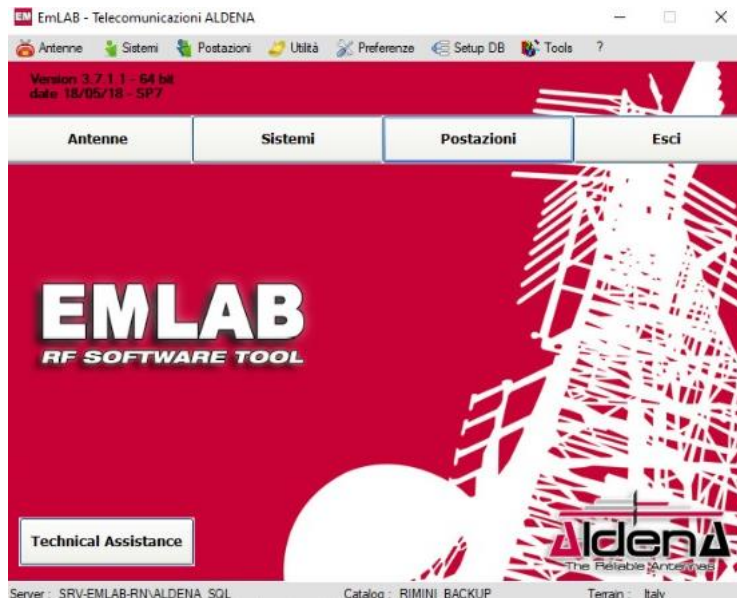 EM EmLAB - Telecomunicazioni ALDENA
Antenne Sistemi Postazioni Utilità Preferenze Setup DB Tools ?
Version 3.7.1.1 - 64 bit
date 18/05/18 - SP7
Antenne Sistemi Postazioni Esci
EMLAB
RF SOFTWARE TOOL
Technical Assistance
AldenA
The Reliable Antennas
Server : SRV-EMLAB-RN\ALDENA_SQL Catalog : RIMINI_BACKUP Terrain : Italy